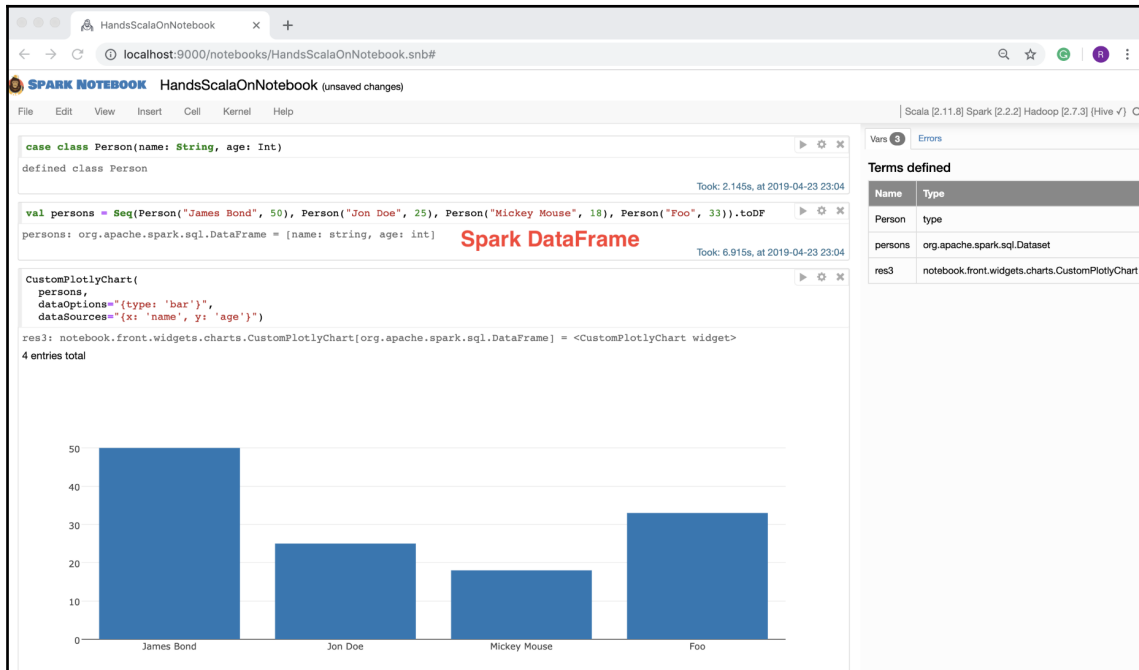 HandsScalaOnNotebook
localhost:9000/notebooks/HandsScalaOnNotebook.snb#
R
SPARK NOTEBOOK HandsScalaOnNotebook (unsaved changes)
File Edit View Insert Cell Kernel Help
Scala [2.11.8] Spark [2.2.2] Hadoop [2.7.3] {Hive ✓}
case class Person(name: String, age: Int)
defined class Person
Took: 2.145s, at 2019-04-23 23:04
val persons = Seq(Person("James Bond", 50), Person("Jon Doe", 25), Person("Mickey Mouse", 18), Person("Foo", 33)).toDF
persons: org.apache.spark.sql.DataFrame = [name: string, age: int]
Spark DataFrame
Took: 6.915s, at 2019-04-23 23:04
CustomPlotlyChart(
persons,
dataOptions="{type: 'bar'}",
dataSources="{x: 'name', y: 'age'}")
res3: notebook.front.widgets.charts.CustomPlotlyChart[org.apache.spark.sql.DataFrame] = <CustomPlotlyChart widget>
4 entries total
50
40
30
20
10
0
James Bond Jon Doe Mickey Mouse Foo
Vars 3 Errors
Terms defined
Name Type
Person type
persons org.apache.spark.sql.Dataset
res3 notebook.front.widgets.charts.CustomPlotlyChart